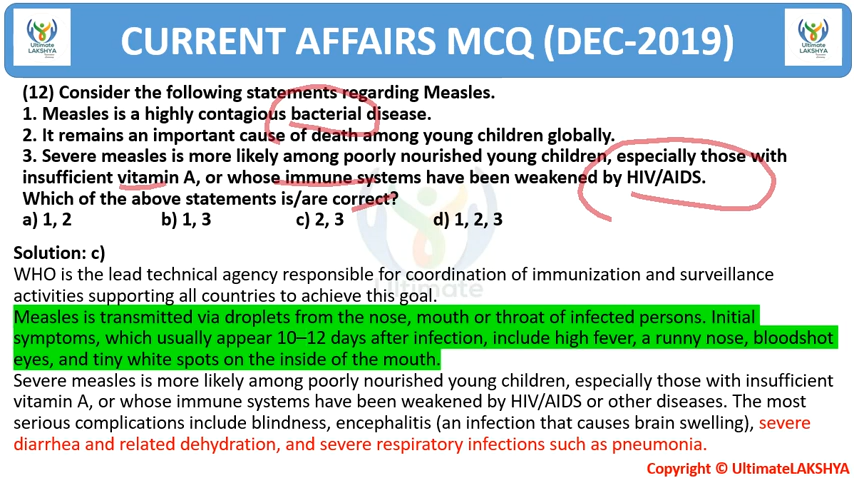 Ultimate
LAKSHYA
CURRENT AFFAIRS MCQ (DEC-2019)
Ultimate
LAKSHYA
(12) Consider the following statements regarding Measles.
1. Measles is a highly contagious bacterial disease.
2. It remains an important cause of death among young children globally.
3. Severe measles is more likely among poorly nourished young children, especially those with
insufficient vitamin A, or whose immune systems have been weakened by HIV/AIDS.
Which of the above statements is/are correct?
a) 1, 2 b) 1, 3 c) 2, 3 d) 1, 2, 3
Solution: c)
WHO is the lead technical agency responsible for coordination of immunization and surveillance
activities supporting all countries to achieve this goal.
Ultimate
Measles is transmitted via droplets from the nose, mouth or throat of infected persons. Initial
symptoms, which usually appear 10–12 days after infection, include high fever, a runny nose, bloodshot
eyes, and tiny white spots on the inside of the mouth.
Severe measles is more likely among poorly nourished young children, especially those with insufficient
vitamin A, or whose immune systems have been weakened by HIV/AIDS or other diseases. The most
serious complications include blindness, encephalitis (an infection that causes brain swelling), severe
diarrhea and related dehydration, and severe respiratory infections such as pneumonia.
Copyright © UltimateLAKSHYA